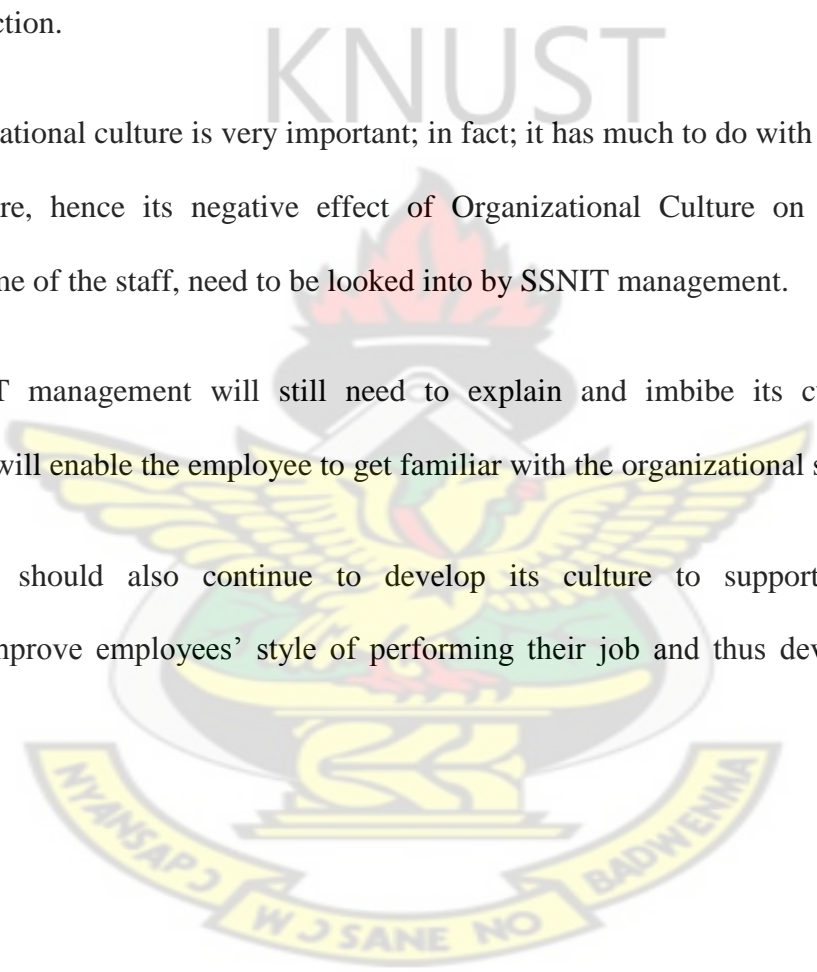 ction.
KNUST
ational culture is very important; in fact; it has much to do with
re, hence its negative effect of Organizational Culture on
ne of the staff, need to be looked into by SSNIT management.
T management will still need to explain and imbibe its c
will enable the employee to get familiar with the organizational s
should also continue to develop its culture to support
nprove employees’ style of performing their job and thus dev
NYANSAPƆ WƆ SANE NO BADWENMA